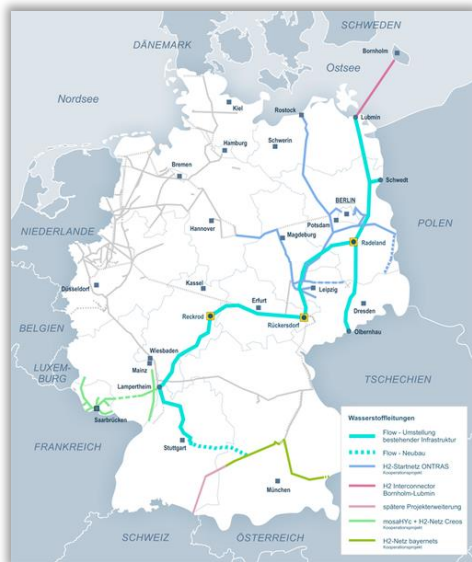 SCHWEDEN
DÄNEMARK
Bornholm
Ostsee
Nordsee
Kiel
Rostock
Lubmin
Hamburg
Schwerin
Bremen
Schwedt
NIEDERLANDE
Hannover
BERLIN
Potsdam
POLEN
Magdeburg
Radeland
Düsseldorf
Kassel
Leipzig
Erfurt
Dresden
Reckrod
Rückersdorf
Olbernhau
BELGIEN
Wiesbaden
Mainz
TSCHECHIEN
LUXEM-
BURG
Lampertheim
Saarbrücken
FRANKREICH
Stuttgart
München
SCHWEIZ
ÖSTERREICH
Wasserstoffleitungen
Flow - Umstellung
bestehender Infrastruktur
Flow - Neubau
H2-Startnetz ONTRAS
Kooperationsprojekt
H2 Interconnector
Bornholm-Lubmin
spätere Projekterweiterung
mosaHYc + H2-Netz Creos
Kooperationsprojekt
H2-Netz bayernets
Kooperationsprojekt